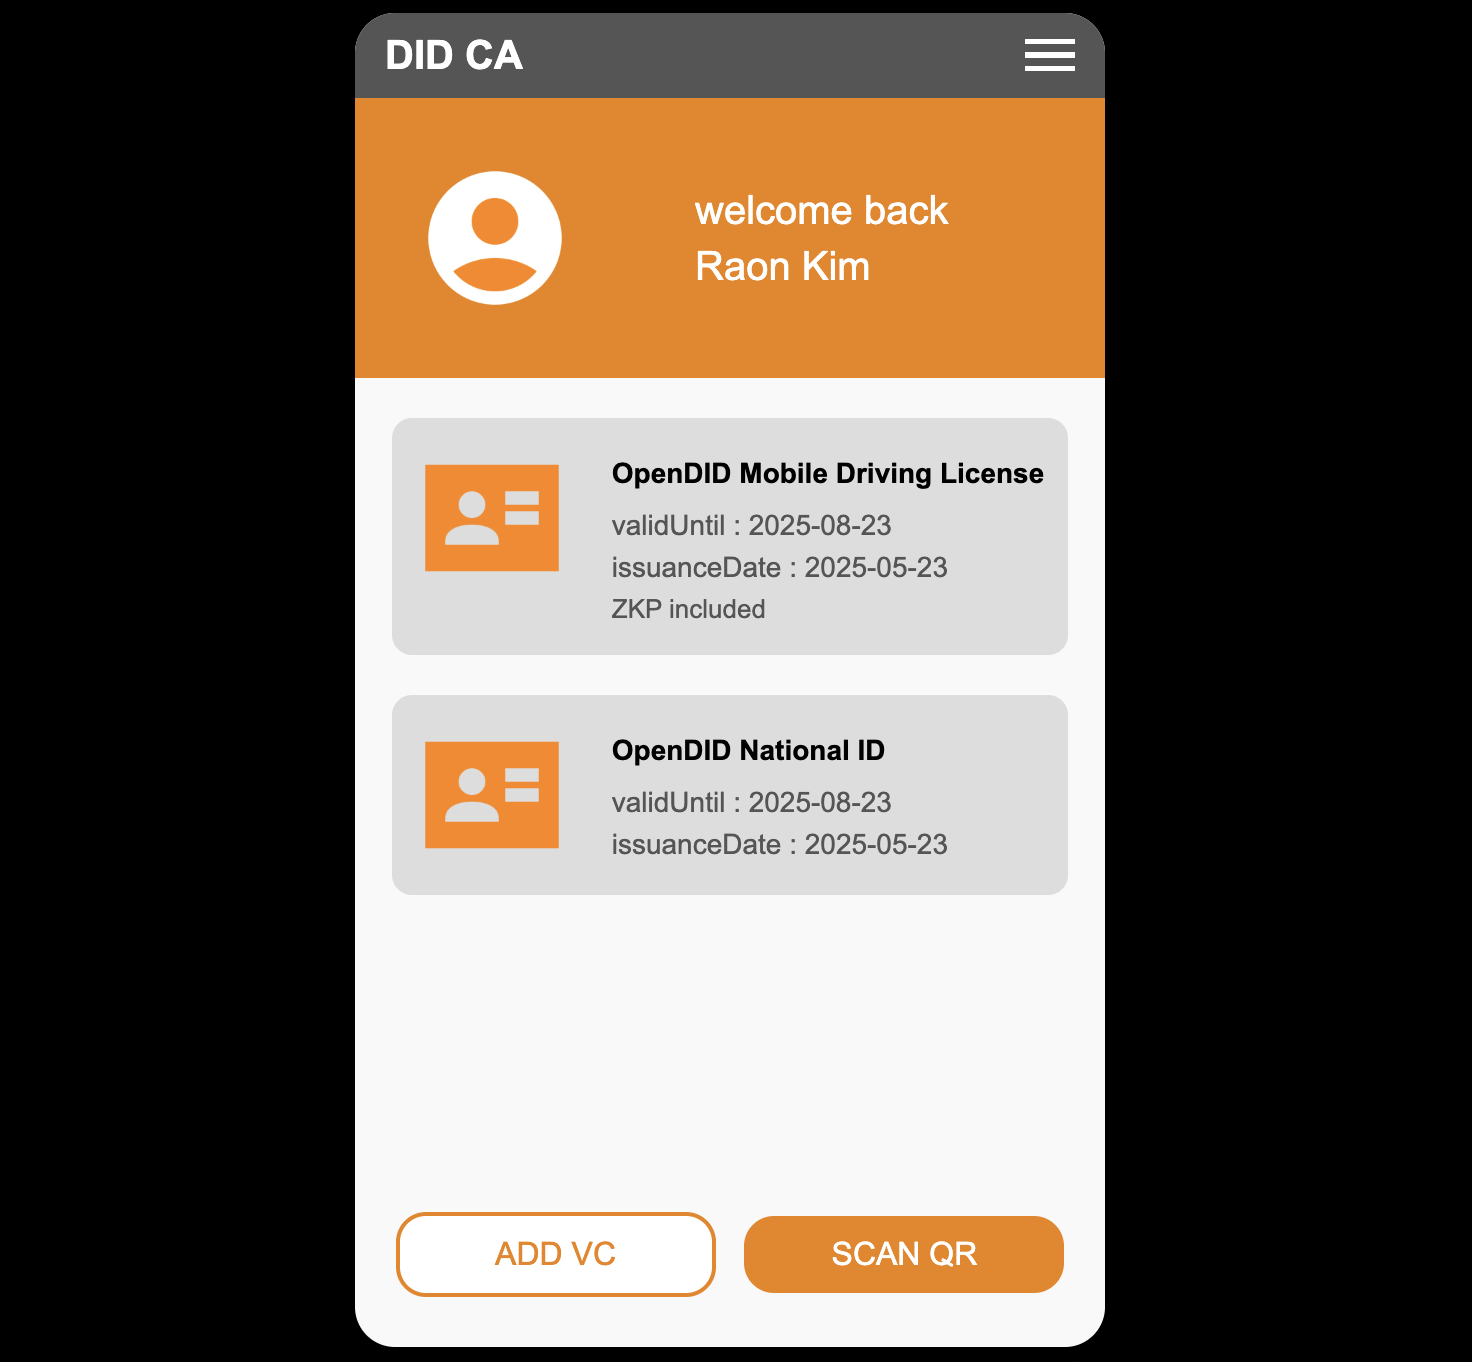 DID CA
welcome back
Raon Kim
OpenDID Mobile Driving License
validUntil : 2025-08-23
issuanceDate : 2025-05-23
ZKP included
OpenDID National ID
validUntil : 2025-08-23
issuanceDate : 2025-05-23
ADD VC
SCAN QR